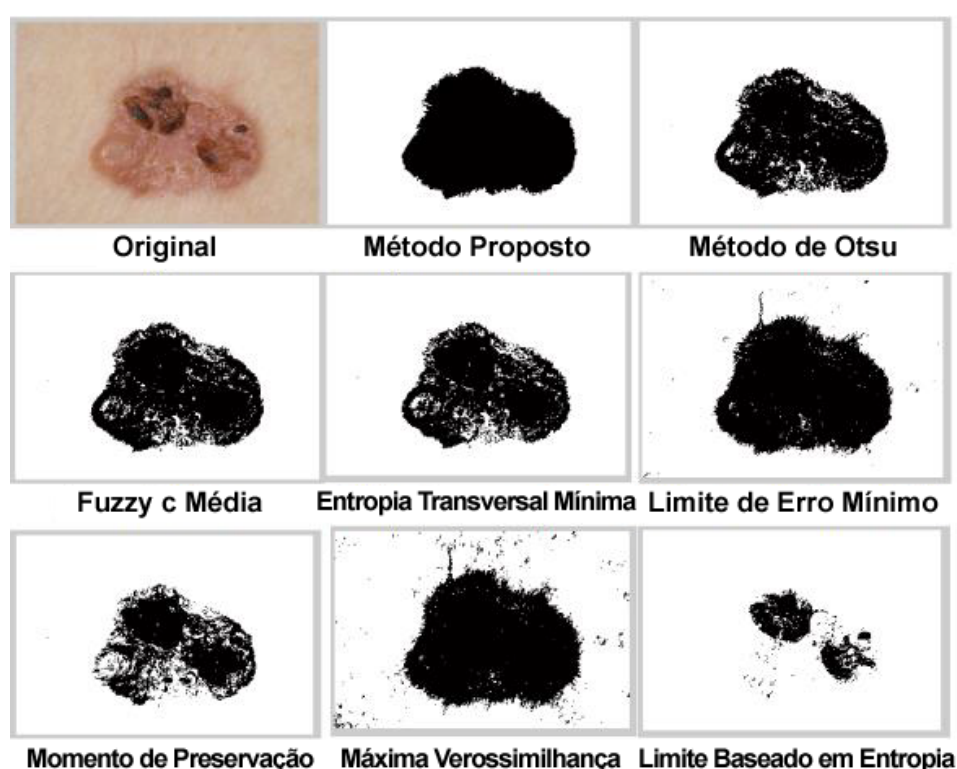 Original
Método Proposto
Método de Otsu
Fuzzy c Média
Entropia Transversal Mínima
Limite de Erro Mínimo
Momento de Preservação
Máxima Verossimilhança
Limite Baseado em Entropia